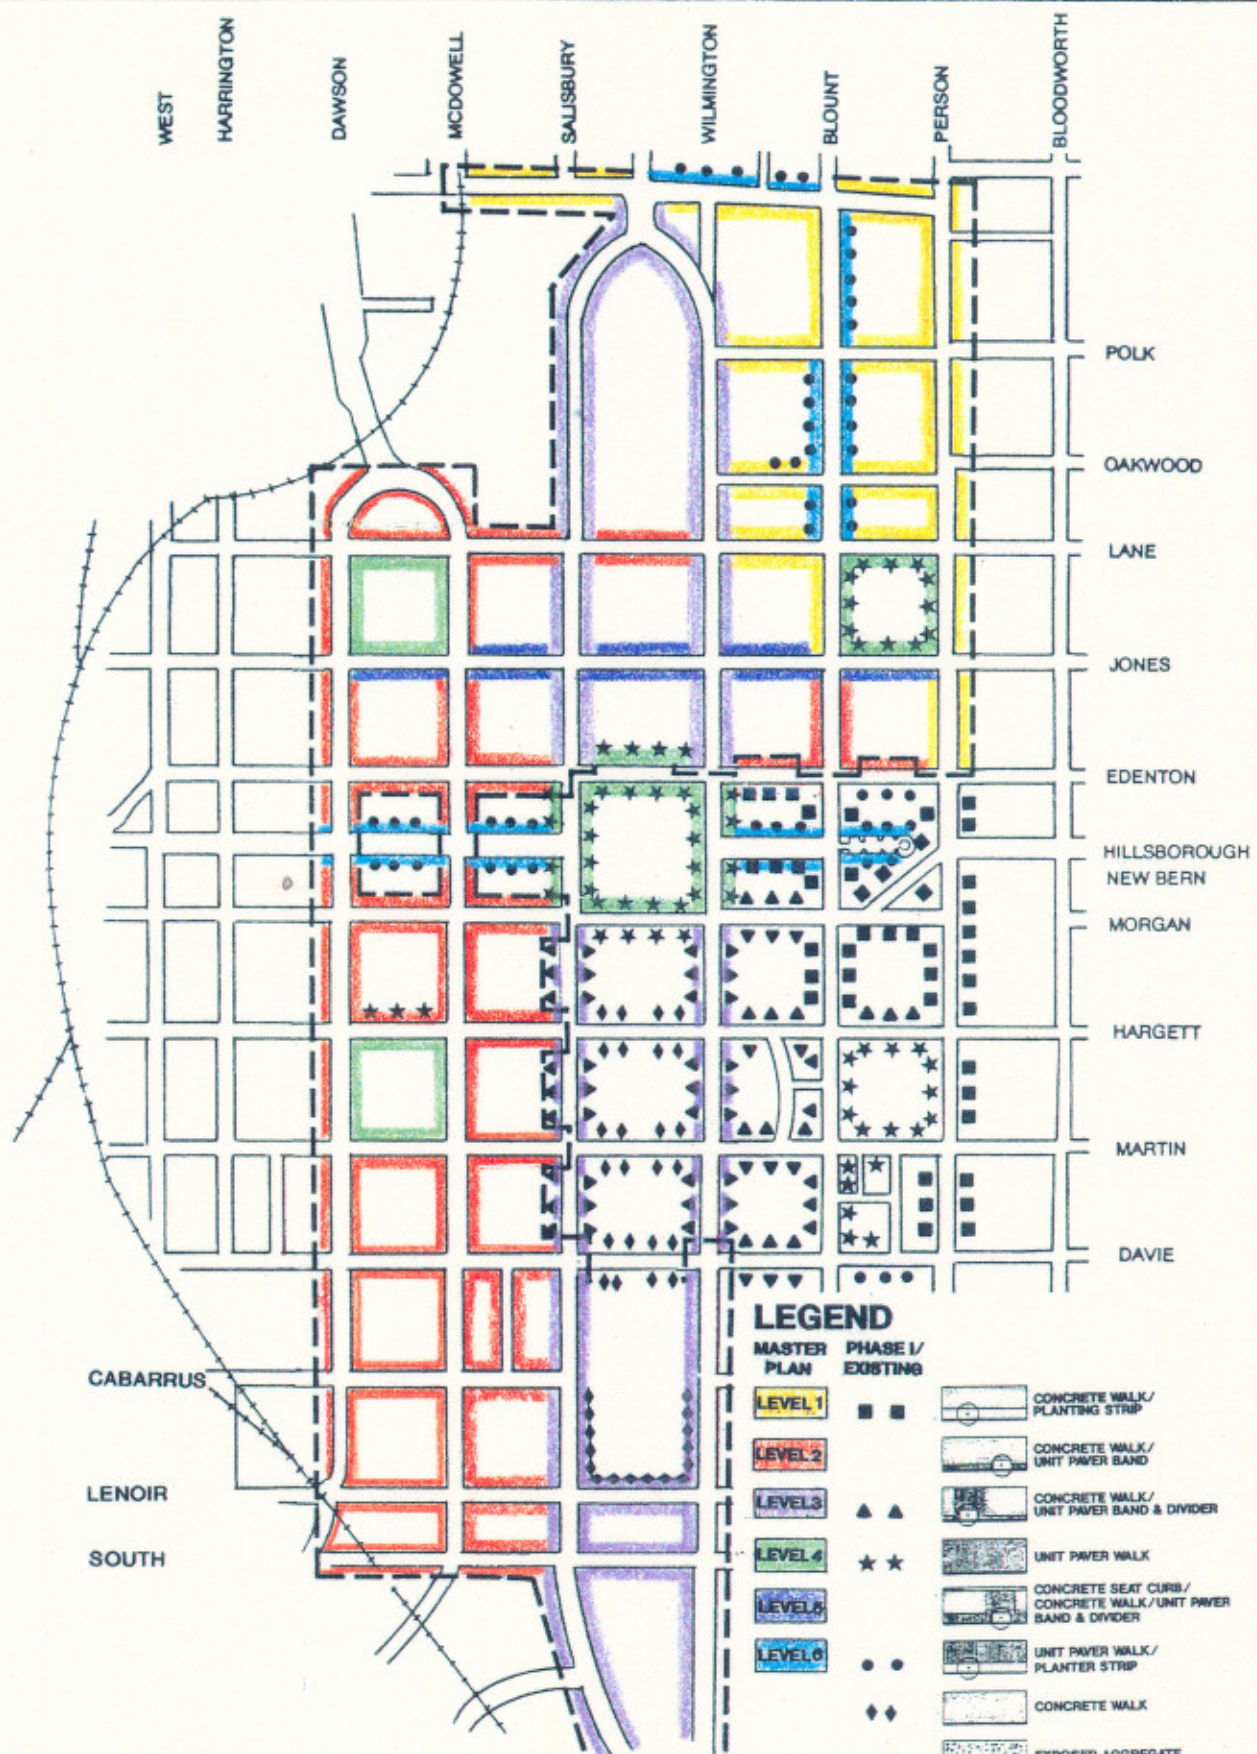 WEST
HARRINGTON
DAWSON
MCDOWELL
SALISBURY
WILMINGTON
BLOUNT
PERSON
BLOODWORTH
POLK
OAKWOOD
LANE
JONES
EDENTON
HILLSBOROUGH
NEW BERN
MORGAN
HARGETT
MARTIN
DAVIE
CABARRUS
LENOIR
SOUTH
LEGEND
MASTER
PLAN
PHASE I/
EXISTING
LEVEL 1
CONCRETE WALK/
PLANTING STRIP
LEVEL 2
CONCRETE WALK/
UNIT PAVER BAND
LEVEL 3
CONCRETE WALK/
UNIT PAVER BAND & DIVIDER
LEVEL 4
UNIT PAVER WALK
LEVEL 5
CONCRETE SEAT CURB/
CONCRETE WALK/UNIT PAVER
BAND & DIVIDER
LEVEL 6
UNIT PAVER WALK/
PLANTER STRIP
CONCRETE WALK
EXPOSED AGGREGATE